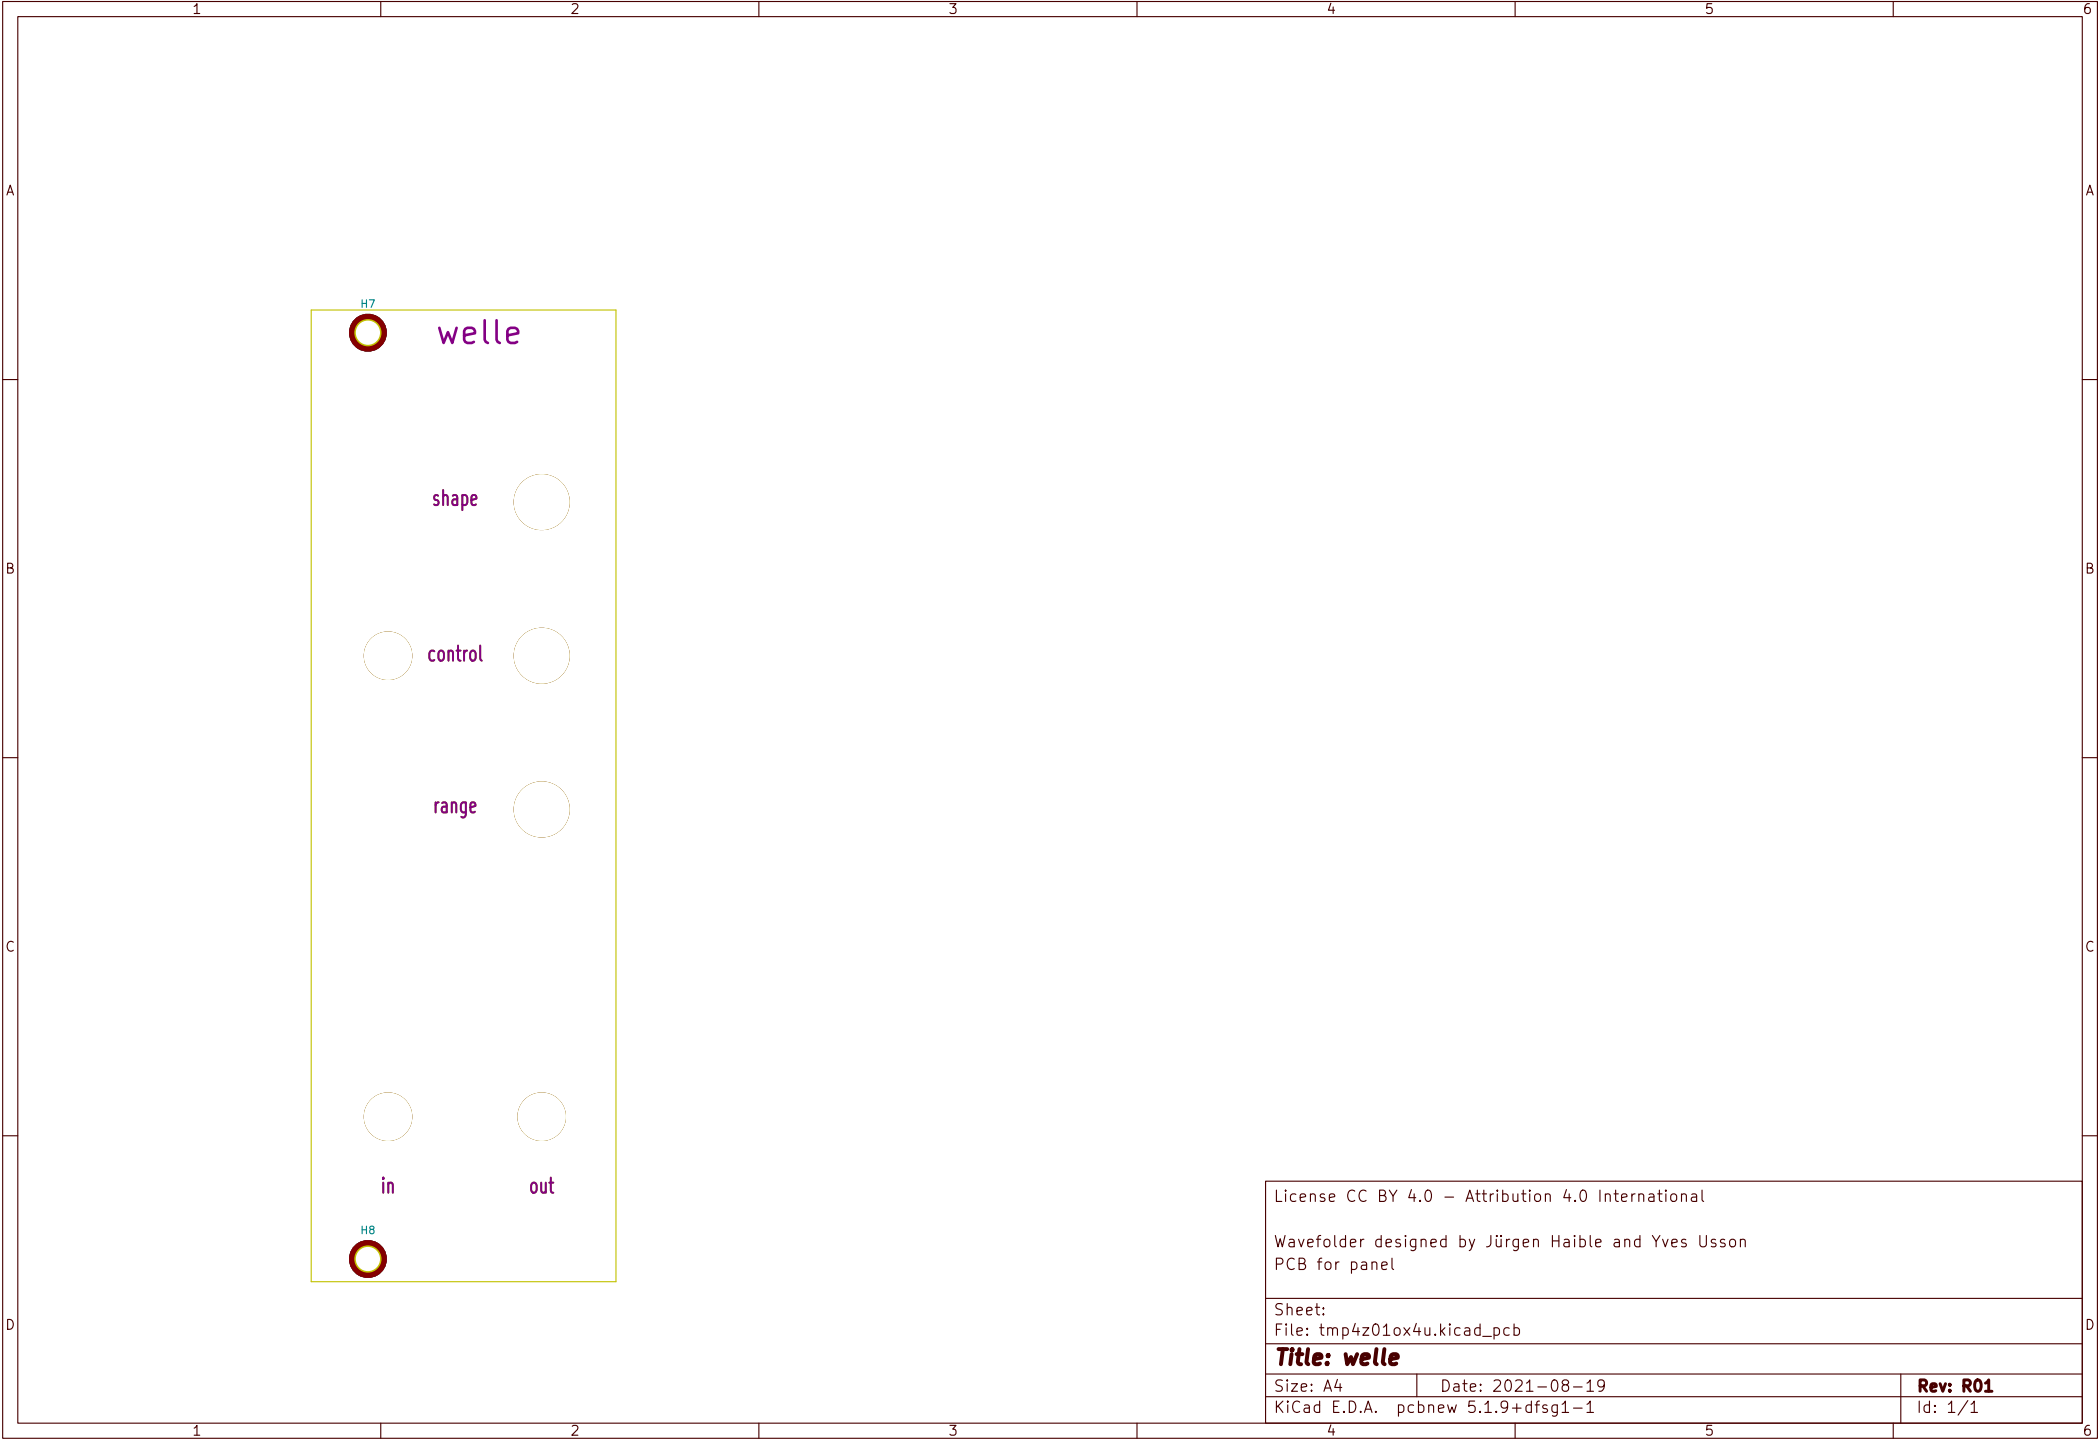 1 2 3 4 5 6
A A
H7
welle
shape
B B
control
range
C C
in out
H8
License CC BY 4.0 – Attribution 4.0 International
Wavefolder designed by Jürgen Haible and Yves Usson
PCB for panel
Sheet:
D D
File: tmp4z01ox4u.kicad_pcb
Title: welle
Size: A4 Date: 2021-08-19 Rev: R01
KiCad E.D.A. pcbnew 5.1.9+dfsg1-1 Id: 1/1
1 2 3 4 5 6